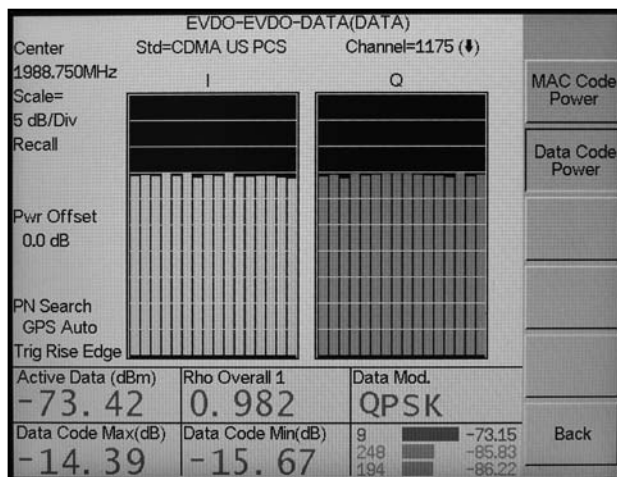 EVDO-EVDO-DATA(DATA)
Center
Std=CDMA US PCS
Channel=1175 (⬇)
1988.750MHz
I
Q
Scale=
5 dB/Div
Recall
Pwr Offset
0.0 dB
PN Search
GPS Auto
Trig Rise Edge
MAC Code
Power
Data Code
Power
Back
Active Data (dBm)
-73.42
Rho Overall 1
0.982
Data Mod.
QPSK
Data Code Max(dB)
-14.39
Data Code Min(dB)
-15.67
9 -73.15
248 -85.83
194 -86.22